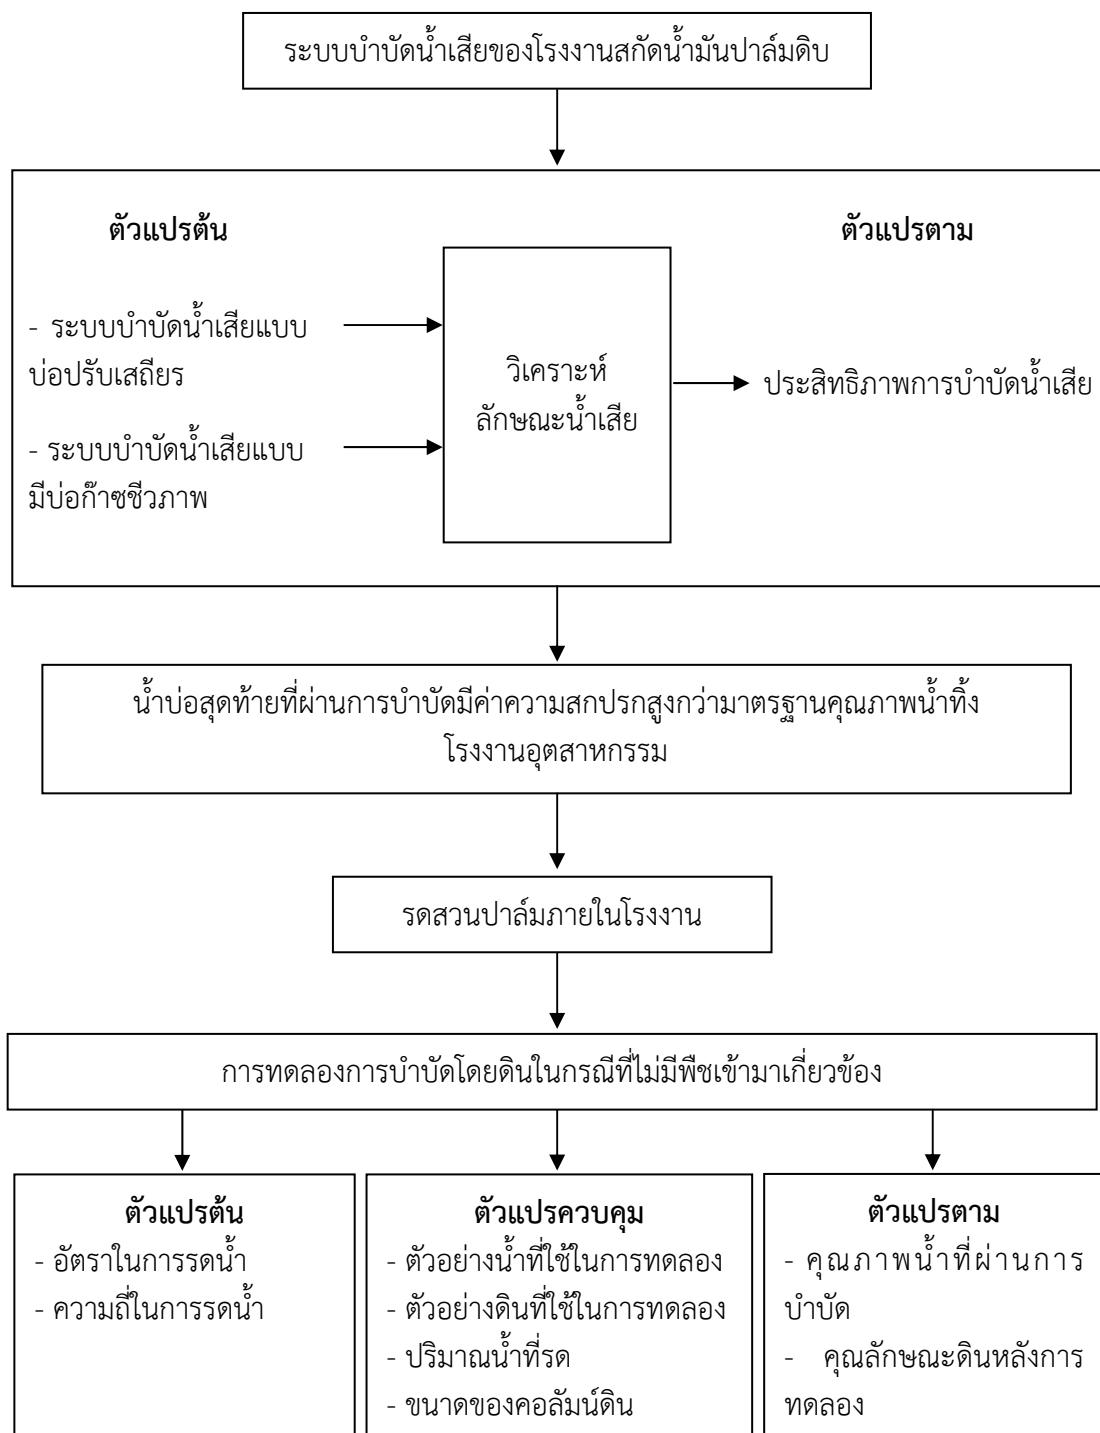 ระบบบำบัดน้ำเสียของโรงงานสกัดน้ำมันปาล์มดิบ
ตัวแปรต้น
- ระบบบำบัดน้ำเสียแบบ
บ่อปรับเสถียร
- ระบบบำบัดน้ำเสียแบบ
มีบ่อก๊าซชีวภาพ
วิเคราะห์
ลักษณะน้ำเสีย
ตัวแปรตาม
ประสิทธิภาพการบำบัดน้ำเสีย
น้ำบ่อสุดท้ายที่ผ่านการบำบัดมีค่าความสกปรกสูงกว่ามาตรฐานคุณภาพน้ำทิ้ง
โรงงานอุตสาหกรรม
รดสวนปาล์มภายในโรงงาน
การทดลองการบำบัดโดยดินในกรณีที่ไม่มีพืชเข้ามาเกี่ยวข้อง
ตัวแปรต้น
- อัตราในการรดน้ำ
- ความถี่ในการรดน้ำ
ตัวแปรควบคุม
- ตัวอย่างน้ำที่ใช้ในการทดลอง
- ตัวอย่างดินที่ใช้ในการทดลอง
- ปริมาณน้ำที่รด
- ขนาดของคอลัมน์ดิน
ตัวแปรตาม
- คุณภาพน้ำที่ผ่านการ
บำบัด
- คุณลักษณะดินหลังการ
ทดลอง